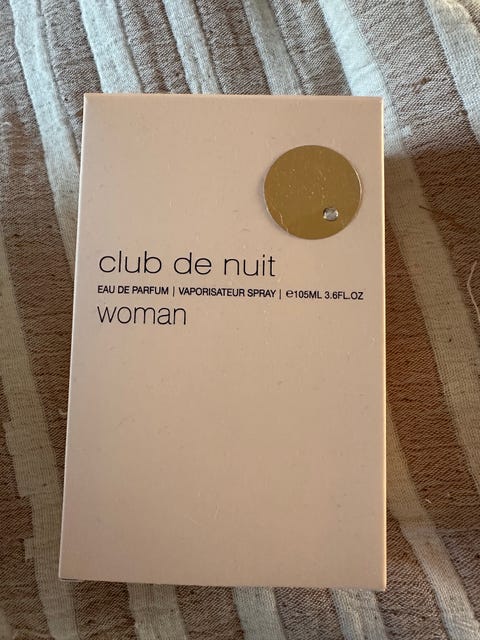 club de nuit
EAU DE PARFUM | VAPORISATEUR SPRAY | ℮105ML 3.6FL.OZ
woman